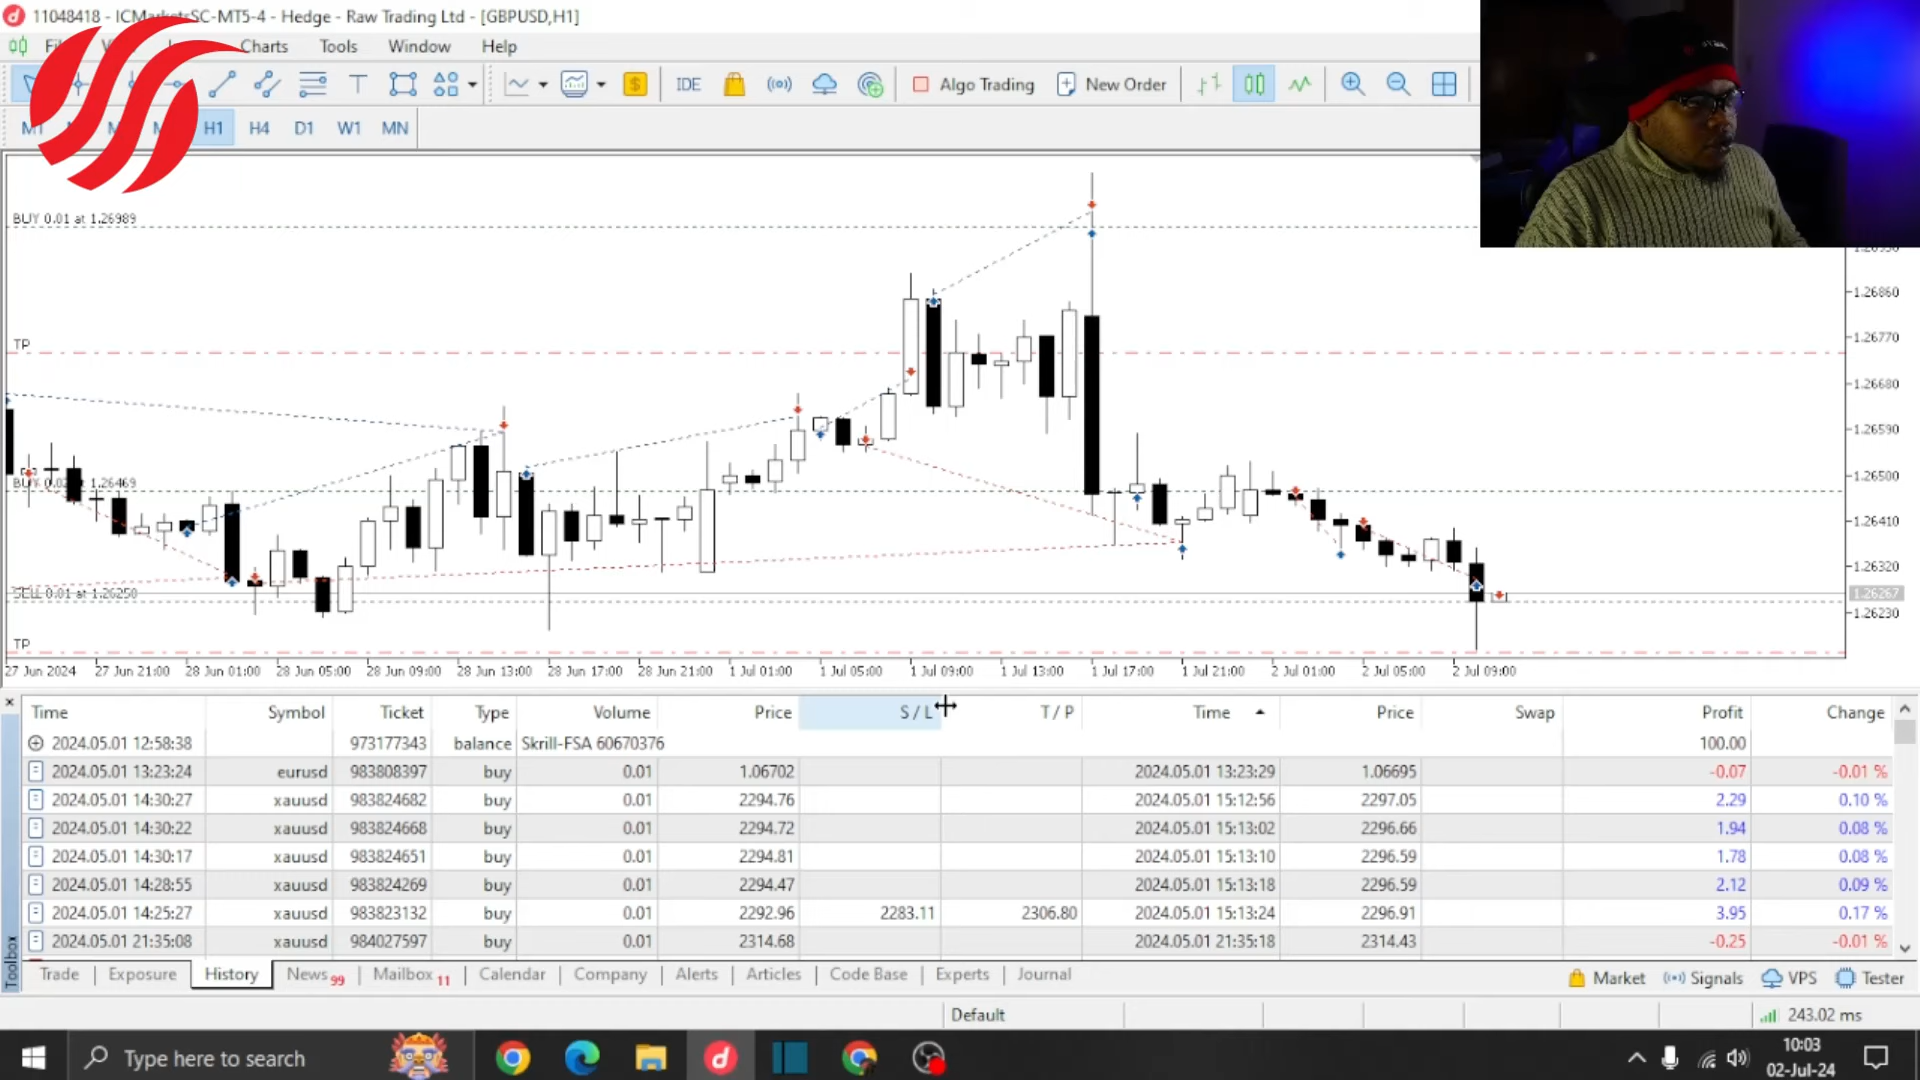 11048418 - ICMarketsSC-MT5-4 - Hedge - Raw Trading Ltd - [GBPUSD,H1]
Charts Tools Window Help
T $ IDE Algo Trading New Order
M1 H1 H4 D1 W1 MN
BUY 0.01 at 1.26989
1.26860
1.26770
TP
1.26680
1.26590
1.26500
BUY 0.02 at 1.26469
1.26410
1.26320
SELL 0.01 at 1.26250
1.26267
1.26230
TP
27 Jun 2024 27 Jun 21:00 28 Jun 01:00 28 Jun 05:00 28 Jun 09:00 28 Jun 13:00 28 Jun 17:00 28 Jun 21:00 1 Jul 01:00 1 Jul 05:00 1 Jul 09:00 1 Jul 13:00 1 Jul 17:00 1 Jul 21:00 2 Jul 01:00 2 Jul 05:00 2 Jul 09:00
Time Symbol Ticket Type Volume Price S / L T / P Time Price Swap Profit Change
2024.05.01 12:58:38 973177343 balance Skrill-FSA 60670376 100.00
2024.05.01 13:23:24 eurusd 983808397 buy 0.01 1.06702 2024.05.01 13:23:29 1.06695 -0.07 -0.01 %
2024.05.01 14:30:27 xauusd 983824682 buy 0.01 2294.76 2024.05.01 15:12:56 2297.05 2.29 0.10 %
2024.05.01 14:30:22 xauusd 983824668 buy 0.01 2294.72 2024.05.01 15:13:02 2296.66 1.94 0.08 %
2024.05.01 14:30:17 xauusd 983824651 buy 0.01 2294.81 2024.05.01 15:13:10 2296.59 1.78 0.08 %
2024.05.01 14:28:55 xauusd 983824269 buy 0.01 2294.47 2024.05.01 15:13:18 2296.59 2.12 0.09 %
2024.05.01 14:25:27 xauusd 983823132 buy 0.01 2292.96 2283.11 2306.80 2024.05.01 15:13:24 2296.91 3.95 0.17 %
2024.05.01 21:35:08 xauusd 984027597 buy 0.01 2314.68 2024.05.01 21:35:18 2314.43 -0.25 -0.01 %
Toolbox
Trade Exposure History News 99 Mailbox 11 Calendar Company Alerts Articles Code Base Experts Journal Market Signals VPS Tester
Default 243.02 ms
Type here to search
10:03
02-Jul-24